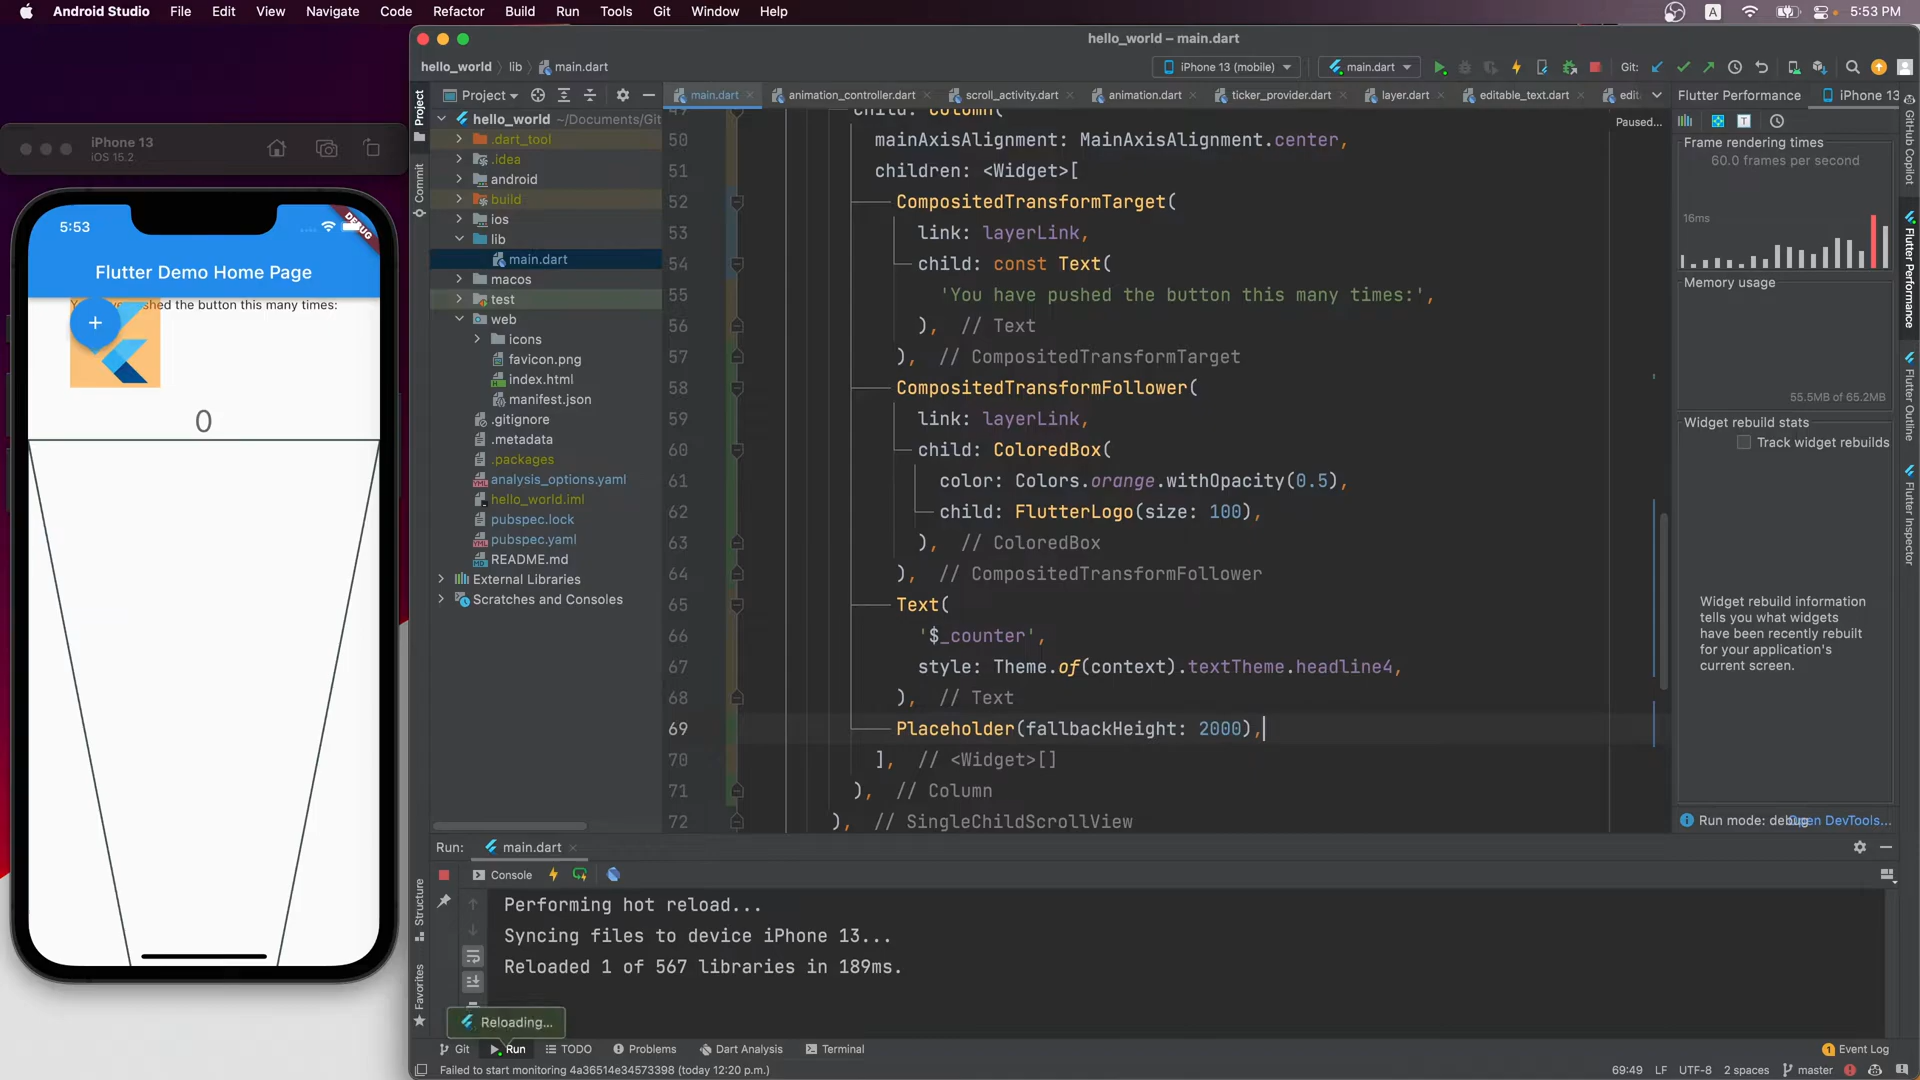 Android Studio File Edit View Navigate Code Refactor Build Run Tools Git Window Help
A 5:53 PM
hello_world – main.dart
hello_world lib main.dart
iPhone 13 (mobile) main.dart Git:
Project main.dart animation_controller.dart scroll_activity.dart animation.dart ticker_provider.dart layer.dart editable_text.dart Flutter Performance iPhone 13
iPhone 13
iOS 15.2
5:53
DEBUG
Flutter Demo Home Page
shed the button this many times:
+
0
Project
Commit
Structure
Favorites
hello_world ~/Documents/Git
.dart_tool
.idea
android
build
ios
lib
main.dart
macos
test
web
icons
favicon.png
index.html
manifest.json
.gitignore
.metadata
.packages
analysis_options.yaml
hello_world.iml
pubspec.lock
pubspec.yaml
README.md
External Libraries
Scratches and Consoles
49 child: Column(
50 mainAxisAlignment: MainAxisAlignment.center,
51 children: <Widget>[
52 CompositedTransformTarget(
53 link: layerLink,
54 child: const Text(
55 'You have pushed the button this many times:',
56 ), // Text
57 ), // CompositedTransformTarget
58 CompositedTransformFollower(
59 link: layerLink,
60 child: ColoredBox(
61 color: Colors.orange.withOpacity(0.5),
62 child: FlutterLogo(size: 100),
63 ), // ColoredBox
64 ), // CompositedTransformFollower
65 Text(
66 '$_counter',
67 style: Theme.of(context).textTheme.headline4,
68 ), // Text
69 Placeholder(fallbackHeight: 2000),
70 ], // <Widget>[]
71 ), // Column
72 ), // SingleChildScrollView
Paused...
Frame rendering times
60.0 frames per second
16ms
Memory usage
55.5MB of 65.2MB
Widget rebuild stats
Track widget rebuilds
Widget rebuild information
tells you what widgets
have been recently rebuilt
for your application's
current screen.
Run mode: debug
Open DevTools...
GitHub Copilot
Flutter Performance
Flutter Outline
Flutter Inspector
Run: main.dart
Console
Performing hot reload...
Syncing files to device iPhone 13...
Reloaded 1 of 567 libraries in 189ms.
Reloading...
Git Run TODO Problems Dart Analysis Terminal 1 Event Log
Failed to start monitoring 4a36514e34573398 (today 12:20 p.m.) 69:49 LF UTF-8 2 spaces master